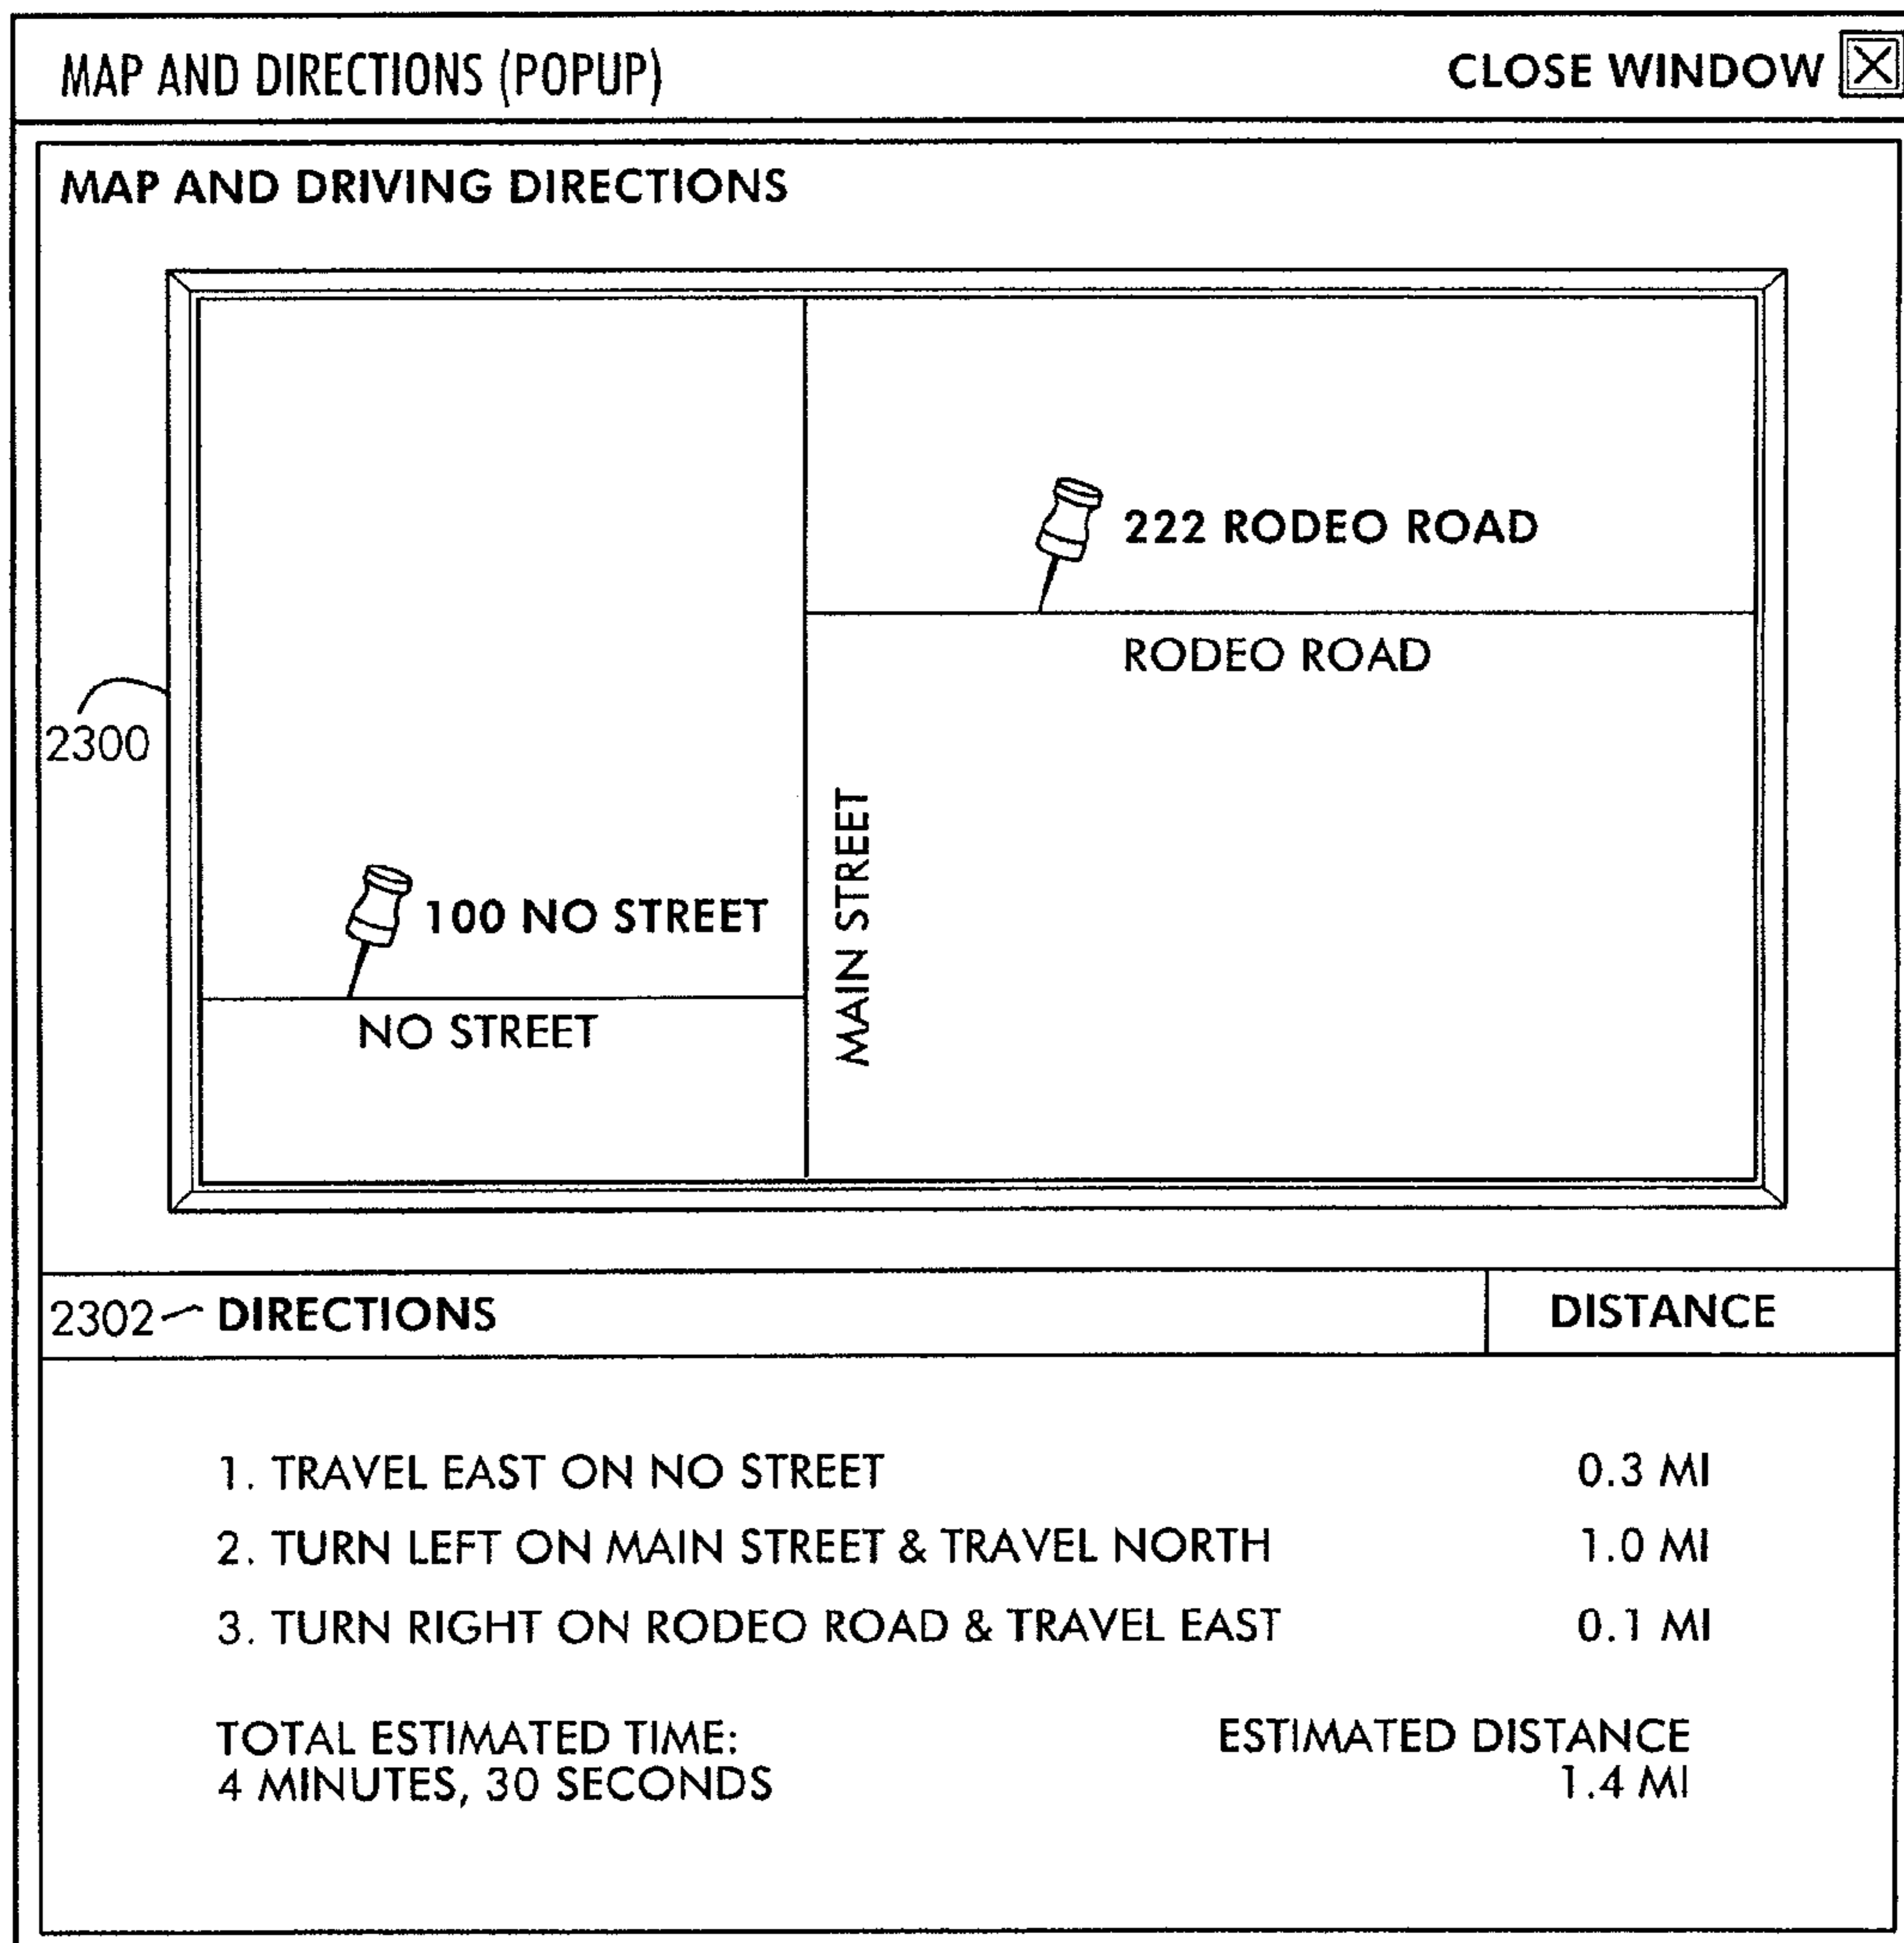 MAP AND DIRECTIONS (POPUP) CLOSE WINDOW
MAP AND DRIVING DIRECTIONS
222 RODEO ROAD
RODEO ROAD
2300
MAIN STREET
100 NO STREET
NO STREET
2302 DIRECTIONS DISTANCE
1. TRAVEL EAST ON NO STREET 0.3 MI
2. TURN LEFT ON MAIN STREET & TRAVEL NORTH 1.0 MI
3. TURN RIGHT ON RODEO ROAD & TRAVEL EAST 0.1 MI
TOTAL ESTIMATED TIME: ESTIMATED DISTANCE
4 MINUTES, 30 SECONDS 1.4 MI